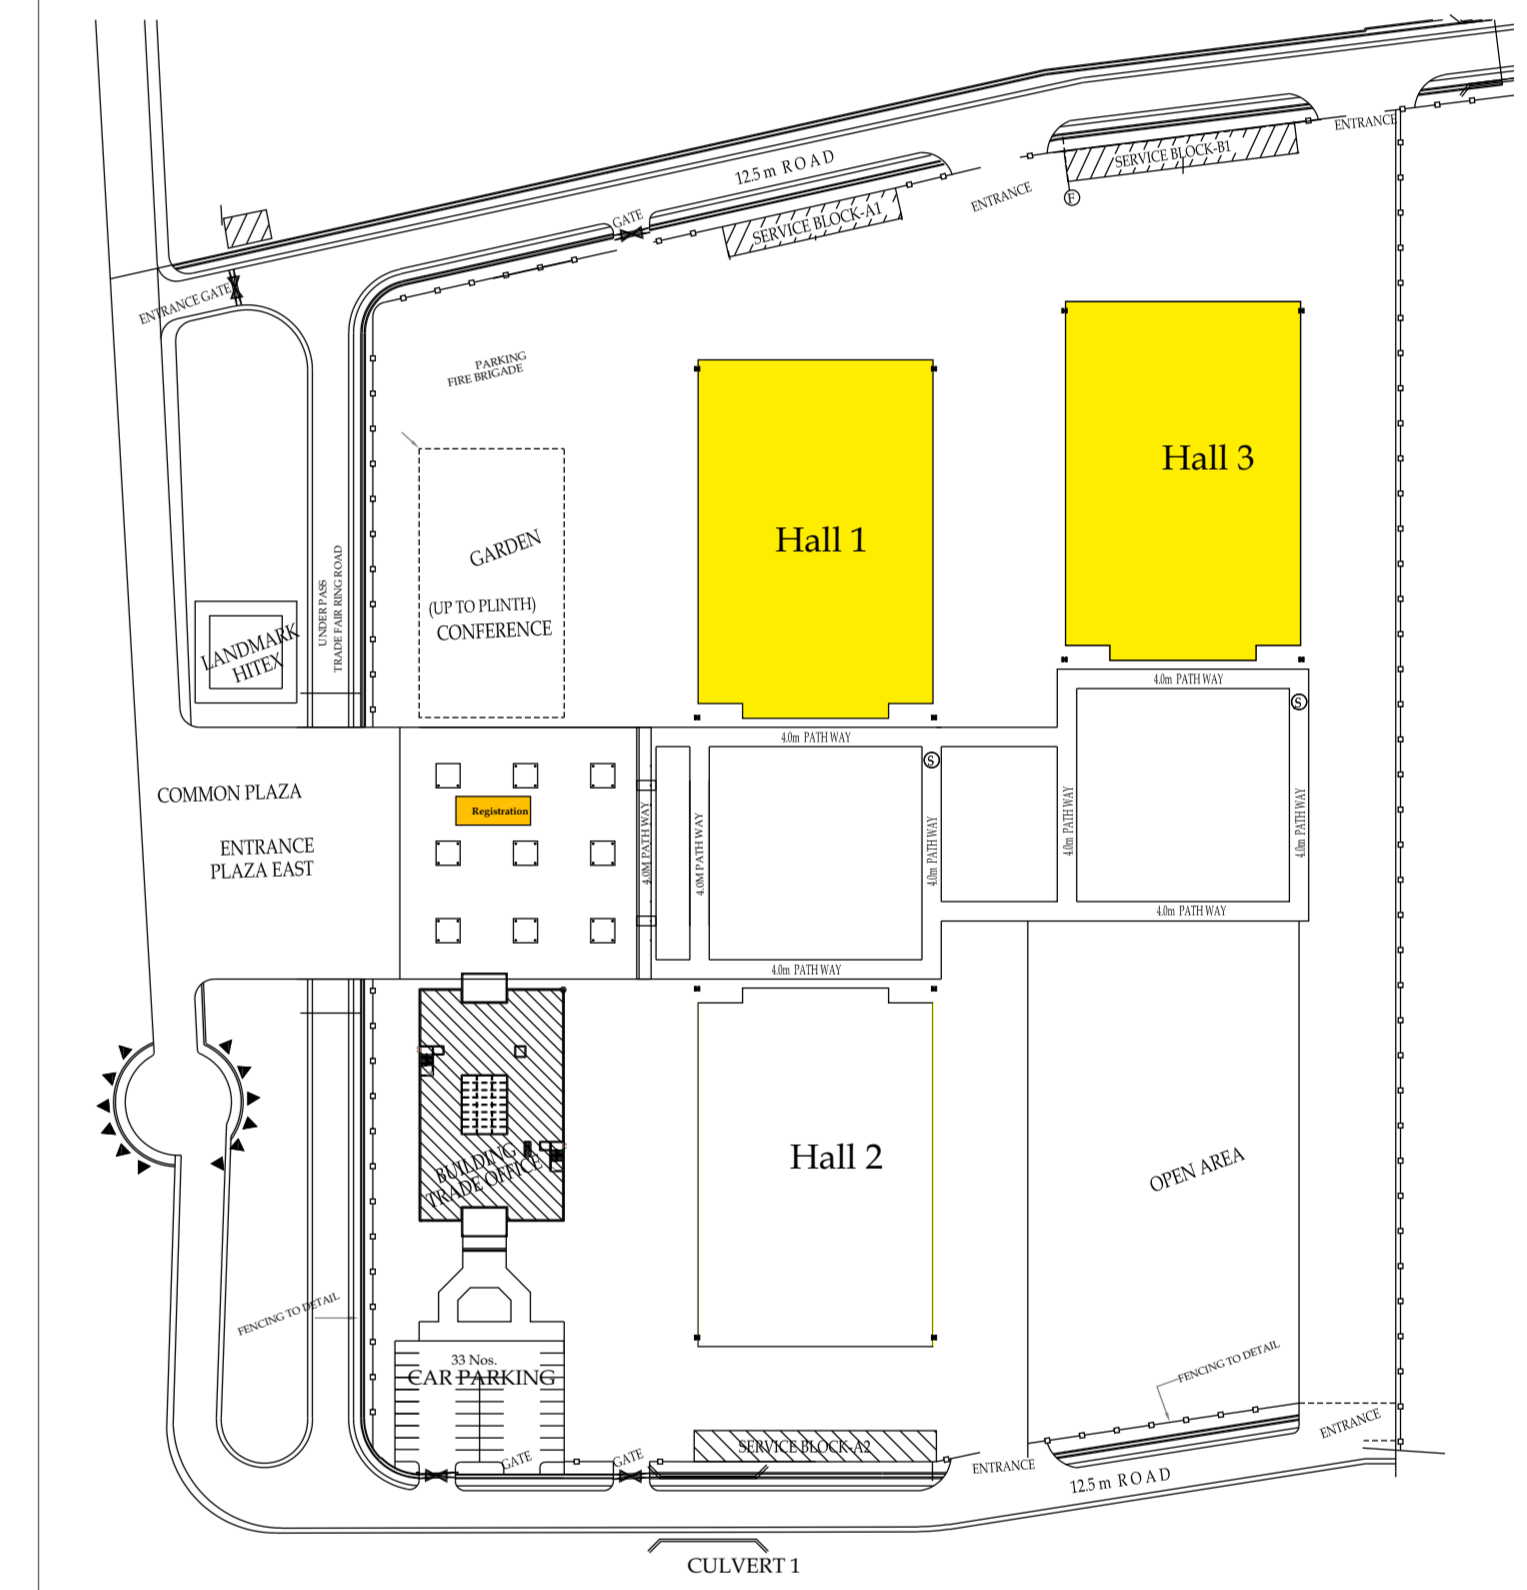 ENTRANCE
12.5 m ROAD
SERVICE BLOCK-B1
F
ENTRANCE
GATE
SERVICE BLOCK-A1
ENTRANCE GATE
PARKING
FIRE BRIGADE
Hall 3
Hall 1
GARDEN
(UP TO PLINTH)
CONFERENCE
UNDER PASS
TRADE FAIR RING ROAD
LANDMARK
HITEX
4.0m PATH WAY
S
4.0m PATH WAY
S
COMMON PLAZA
Registration
ENTRANCE
PLAZA EAST
4.0M PATH WAY
4.0M PATH WAY
4.0m PATH WAY
4.0m PATH WAY
4.0m PATH WAY
4.0m PATH WAY
4.0m PATH WAY
BUILDING
TRADE OFFICE
Hall 2
OPEN AREA
FENCING TO DETAIL
33 Nos.
CAR PARKING
FENCING TO DETAIL
ENTRANCE
GATE
GATE
SERVICE BLOCK-A2
ENTRANCE
12.5 m ROAD
CULVERT 1